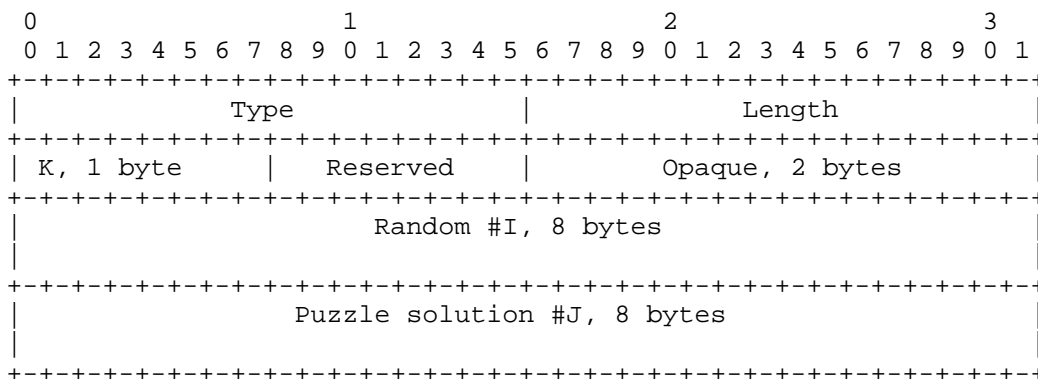 0 1 2 3
0 1 2 3 4 5 6 7 8 9 0 1 2 3 4 5 6 7 8 9 0 1 2 3 4 5 6 7 8 9 0 1
+-+-+-+-+-+-+-+-+-+-+-+-+-+-+-+-+-+-+-+-+-+-+-+-+-+-+-+-+-+-+-+-+
| Type | Length |
+-+-+-+-+-+-+-+-+-+-+-+-+-+-+-+-+-+-+-+-+-+-+-+-+-+-+-+-+-+-+-+-+
| K, 1 byte | Reserved | Opaque, 2 bytes |
+-+-+-+-+-+-+-+-+-+-+-+-+-+-+-+-+-+-+-+-+-+-+-+-+-+-+-+-+-+-+-+-+
| Random #I, 8 bytes |
| |
+-+-+-+-+-+-+-+-+-+-+-+-+-+-+-+-+-+-+-+-+-+-+-+-+-+-+-+-+-+-+-+-+
| Puzzle solution #J, 8 bytes |
| |
+-+-+-+-+-+-+-+-+-+-+-+-+-+-+-+-+-+-+-+-+-+-+-+-+-+-+-+-+-+-+-+-+